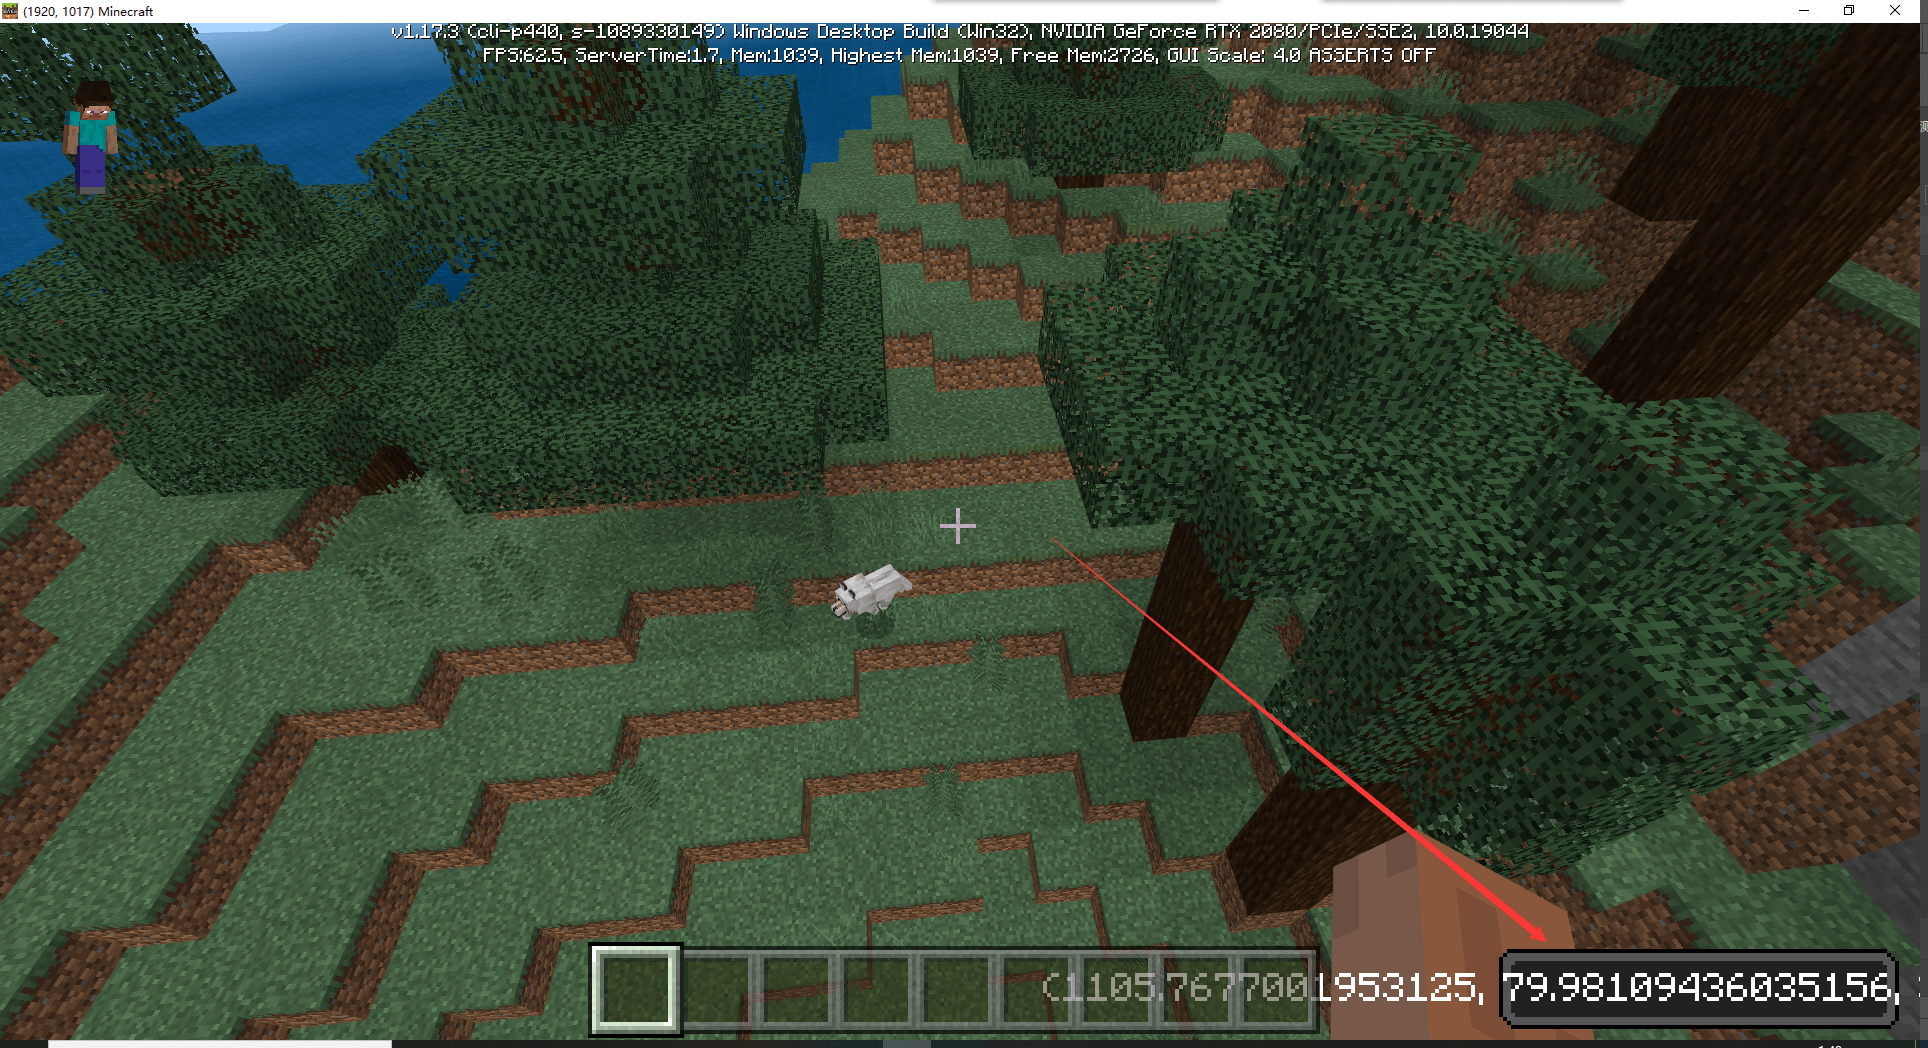 (1920, 1017) Minecraft
v1.17.3 (cli-p440, s-1089330149) Windows Desktop Build (Win32), NVIDIA GeForce RTX 2080/PCIe/SSE2, 10.0.19044
FPS:62.5, ServerTime:1.7, Mem:1039, Highest Mem:1039, Free Mem:2726, GUI Scale: 4.0 ASSERTS OFF
(1105.7677001953125, 79.98109436035156,